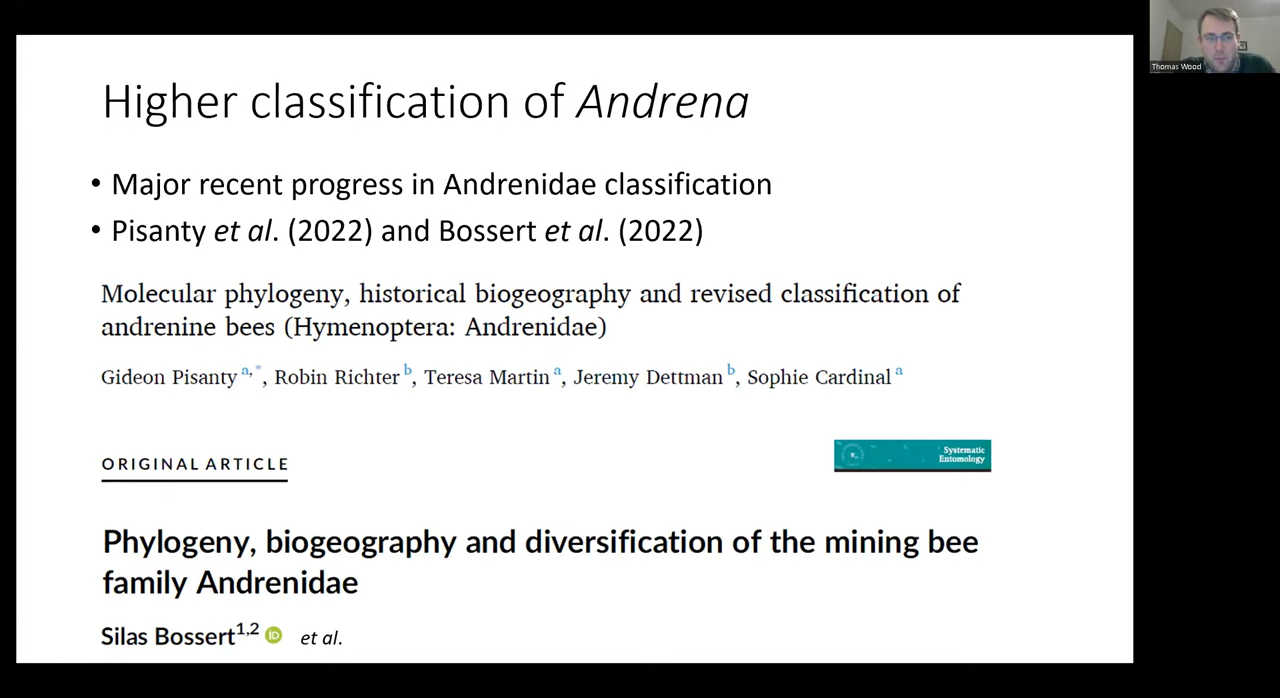 Higher classification of Andrena
• Major recent progress in Andrenidae classification
• Pisanty et al. (2022) and Bossert et al. (2022)
Molecular phylogeny, historical biogeography and revised classification of
andrenine bees (Hymenoptera: Andrenidae)
Gideon Pisanty a,*, Robin Richter b, Teresa Martin a, Jeremy Dettman b, Sophie Cardinal a
ORIGINAL ARTICLE
Systematic
Entomology
Phylogeny, biogeography and diversification of the mining bee
family Andrenidae
Silas Bossert1,2 iD et al.
Thomas Wood